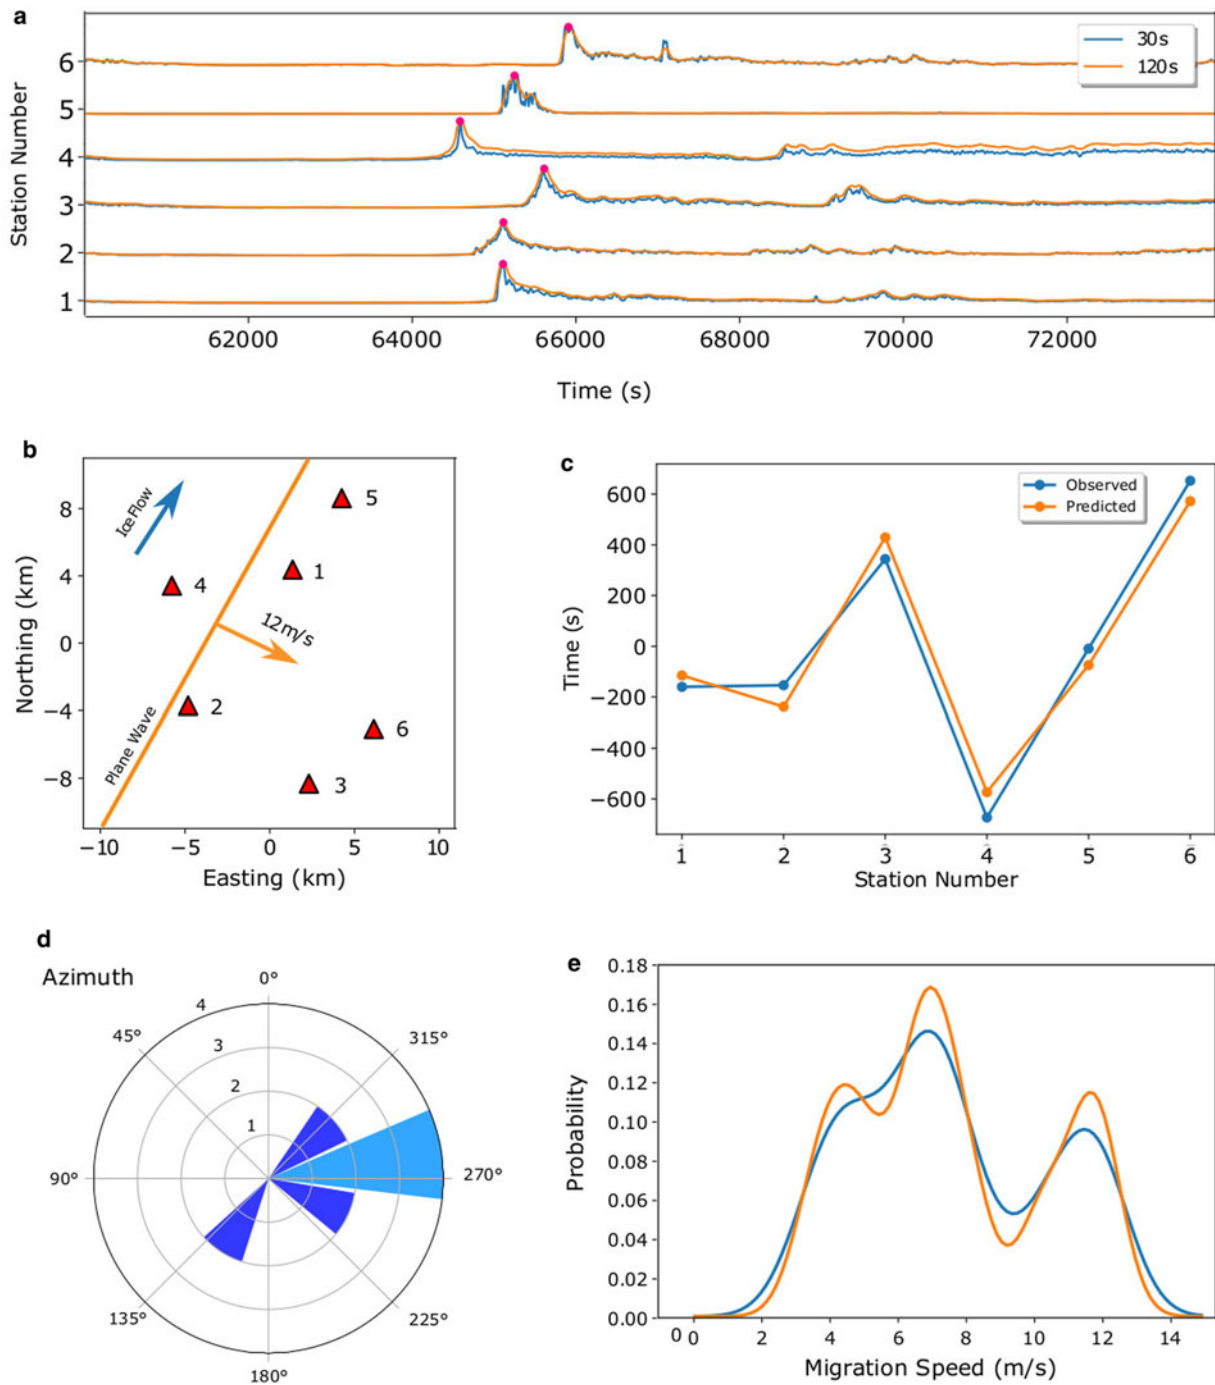 a
Station Number
6
5
4
3
2
1
30s
120s
62000 64000 66000 68000 70000 72000
Time (s)
b
Northing (km)
8
4
0
−4
−8
Ice Flow
5
1
4
12m/s
2
6
3
Plane Wave
−10 −5 0 5 10
Easting (km)
c
Time (s)
600
400
200
0
−200
−400
−600
Observed
Predicted
1 2 3 4 5 6
Station Number
d
Azimuth
0°
45°
315°
4
3
2
1
90°
270°
135°
225°
180°
e
Probability
0.18
0.16
0.14
0.12
0.10
0.08
0.06
0.04
0.02
0.00
0 0 2 4 6 8 10 12 14
Migration Speed (m/s)